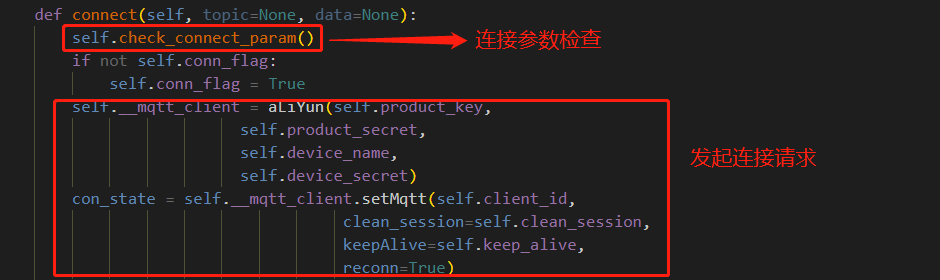 def connect(self, topic=None, data=None):
self.check_connect_param()
连接参数检查
if not self.conn_flag:
self.conn_flag = True
self.__mqtt_client = aLiYun(self.product_key,
self.product_secret,
self.device_name,
发起连接请求
self.device_secret)
con_state = self.__mqtt_client.setMqtt(self.client_id,
clean_session=self.clean_session,
keepAlive=self.keep_alive,
reconn=True)